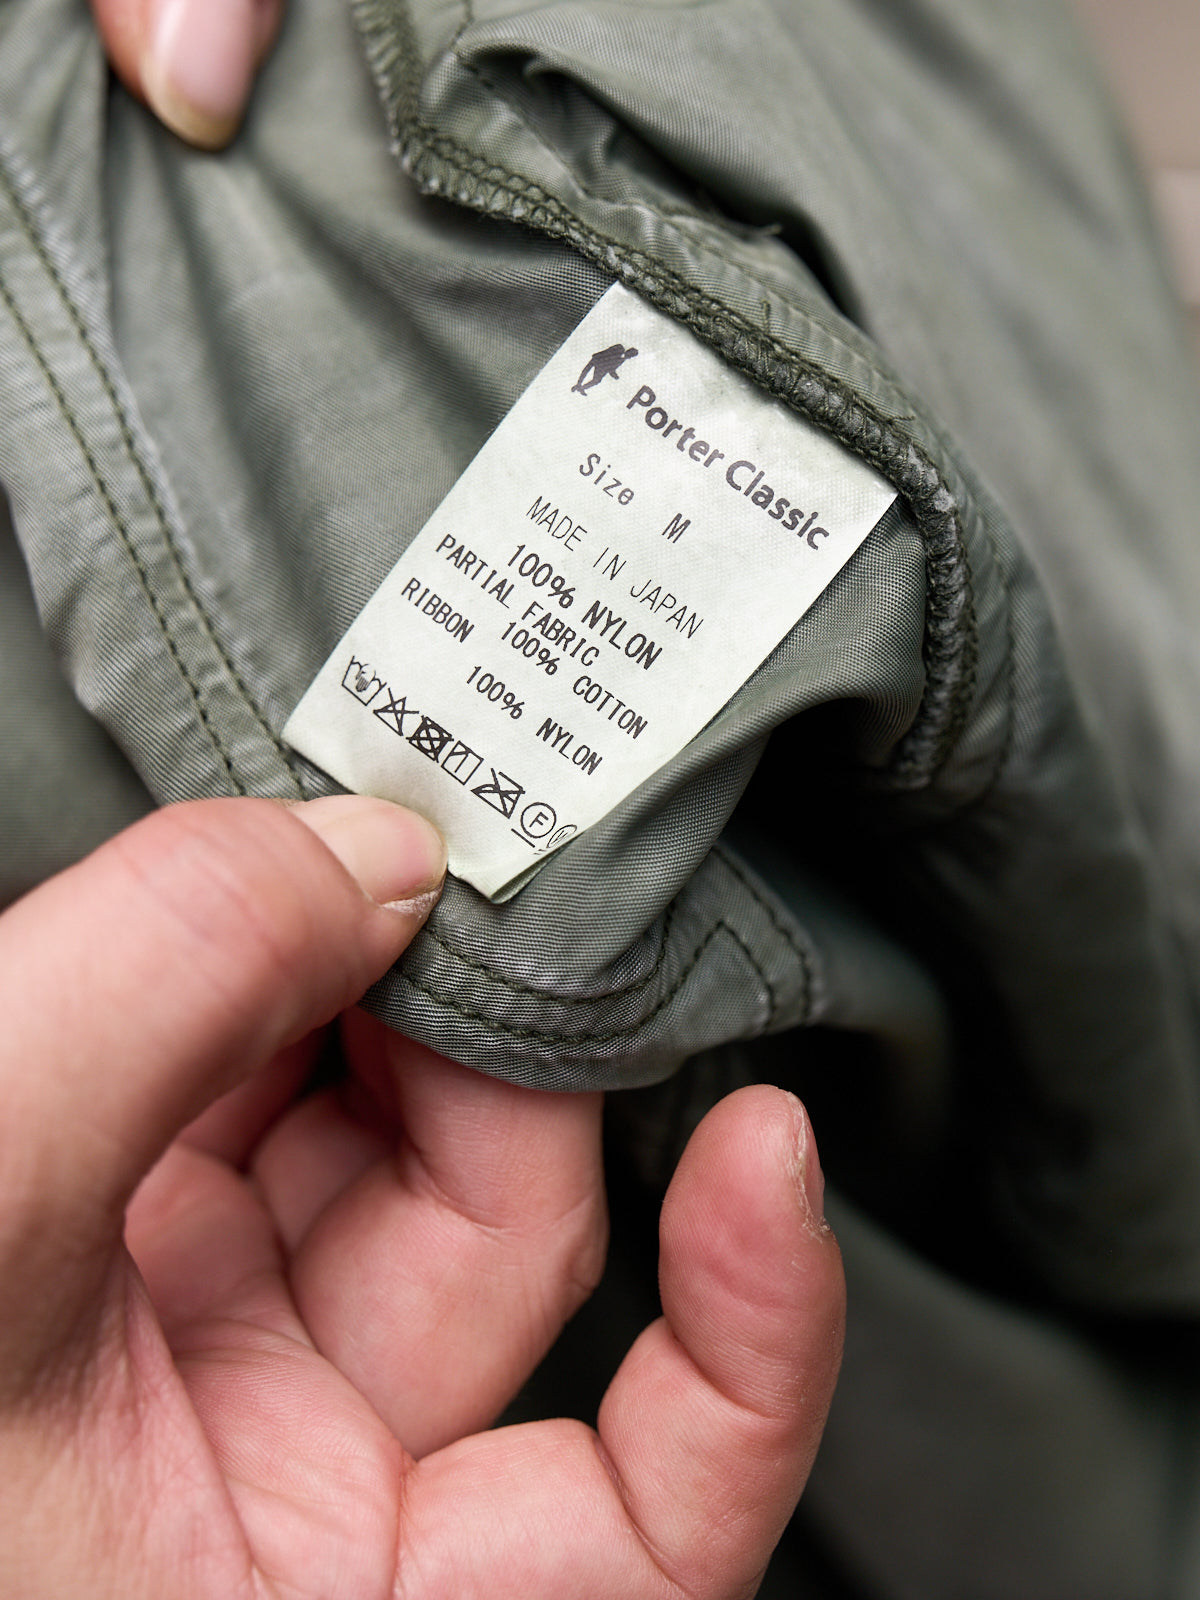 Porter Classic
Size M
MADE IN JAPAN
100% NYLON
PARTIAL FABRIC
100% COTTON
RIBBON
100% NYLON
F
W